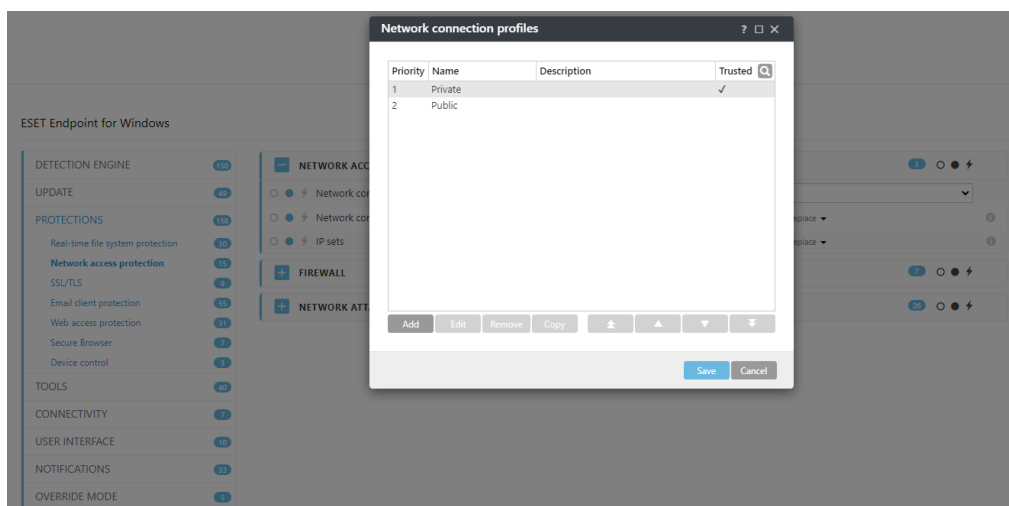 Network connection profiles
Priority Name Description Trusted
1 Private ✓
2 Public
Add Edit Remove Copy
Save Cancel
ESET Endpoint for Windows
DETECTION ENGINE 150
UPDATE 49
PROTECTIONS 158
Real-time file system protection 30
Network access protection 15
SSL/TLS 9
Email client protection 55
Web access protection 31
Secure Browser 7
Device control 3
TOOLS 40
CONNECTIVITY 7
USER INTERFACE 10
NOTIFICATIONS 33
OVERRIDE MODE 5
NETWORK ACC
Network cor
Network cor eplace
IP sets eplace
FIREWALL 7
NETWORK ATT